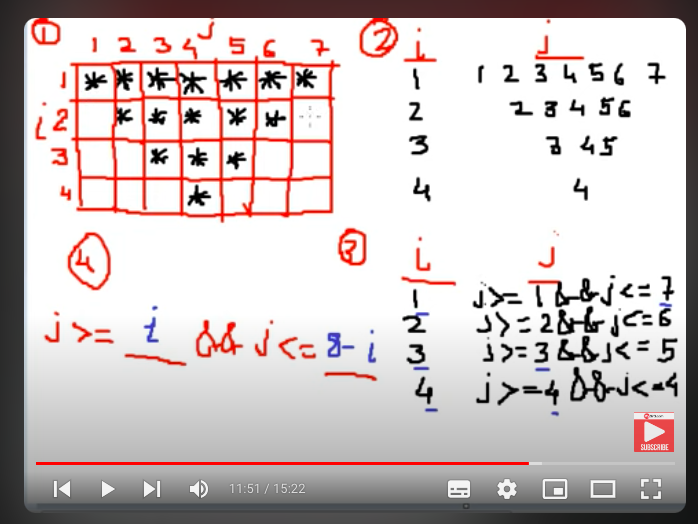 1
j
1 2 3 4 5 6 7
1 * * * * * * *
i 2 * * * * *
3 * * *
4 *
2
i j
1 1 2 3 4 5 6 7
2 2 3 4 5 6
3 3 4 5
4 4
4
j >= i && j <= 8 - i
3
i j
1 j >= 1 && j <= 7
2 j >= 2 && j <= 6
3 j >= 3 && j <= 5
4 j >= 4 && j <= 4
SUBSCRIBE
11:51 / 15:22